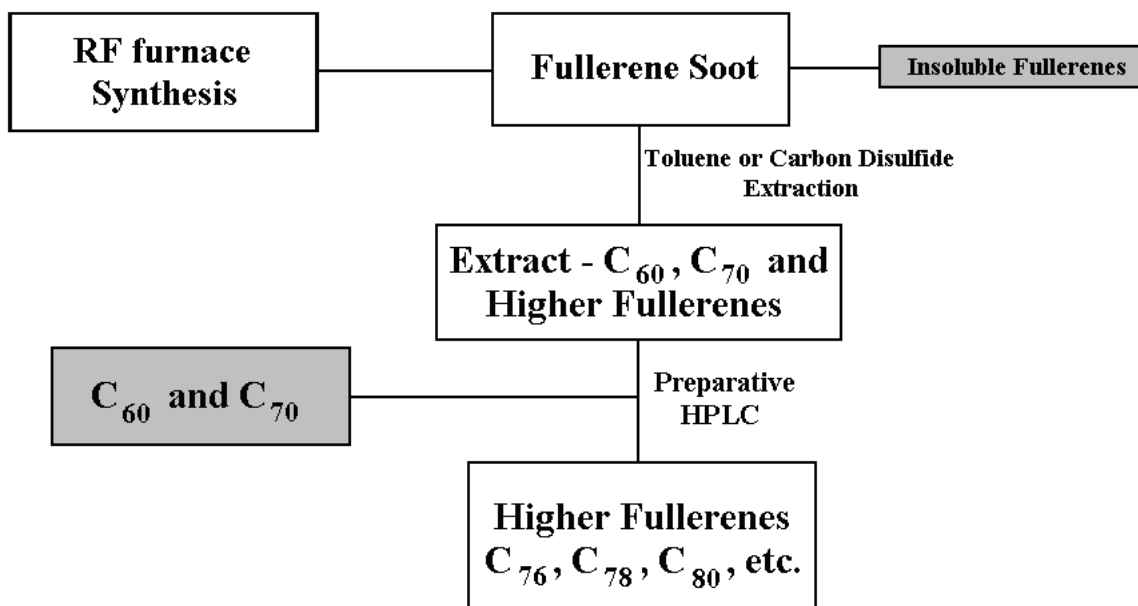 RF furnace
Synthesis
Fullerene Soot
Insoluble Fullerenes
Toluene or Carbon Disulfide
Extraction
Extract - C₆₀, C₇₀ and
Higher Fullerenes
C₆₀ and C₇₀
Preparative
HPLC
Higher Fullerenes
C₇₆, C₇₈, C₈₀, etc.